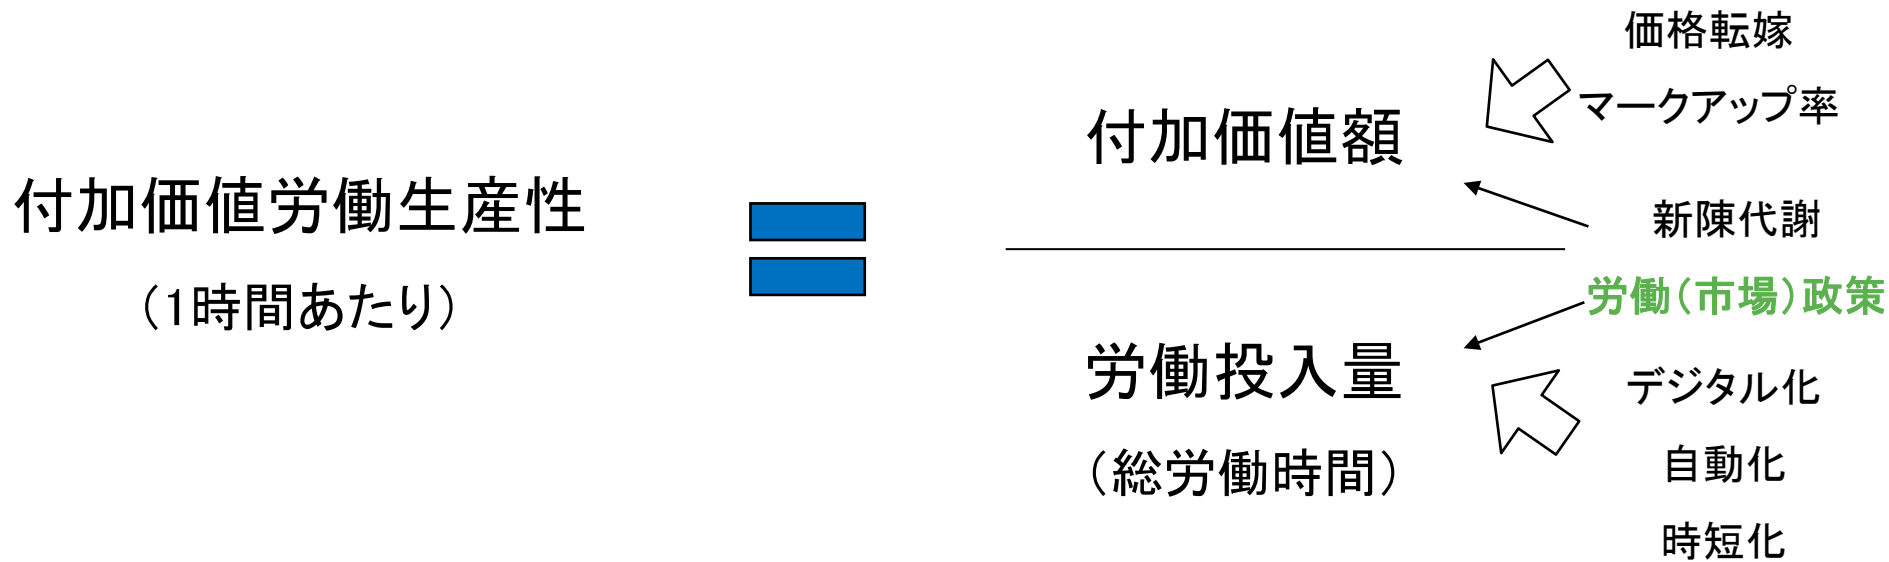 付加価値労働生産性
（1時間あたり）
付加価値額
労働投入量
（総労働時間）
価格転嫁
マークアップ率
新陳代謝
労働（市場）政策
デジタル化
自動化
時短化